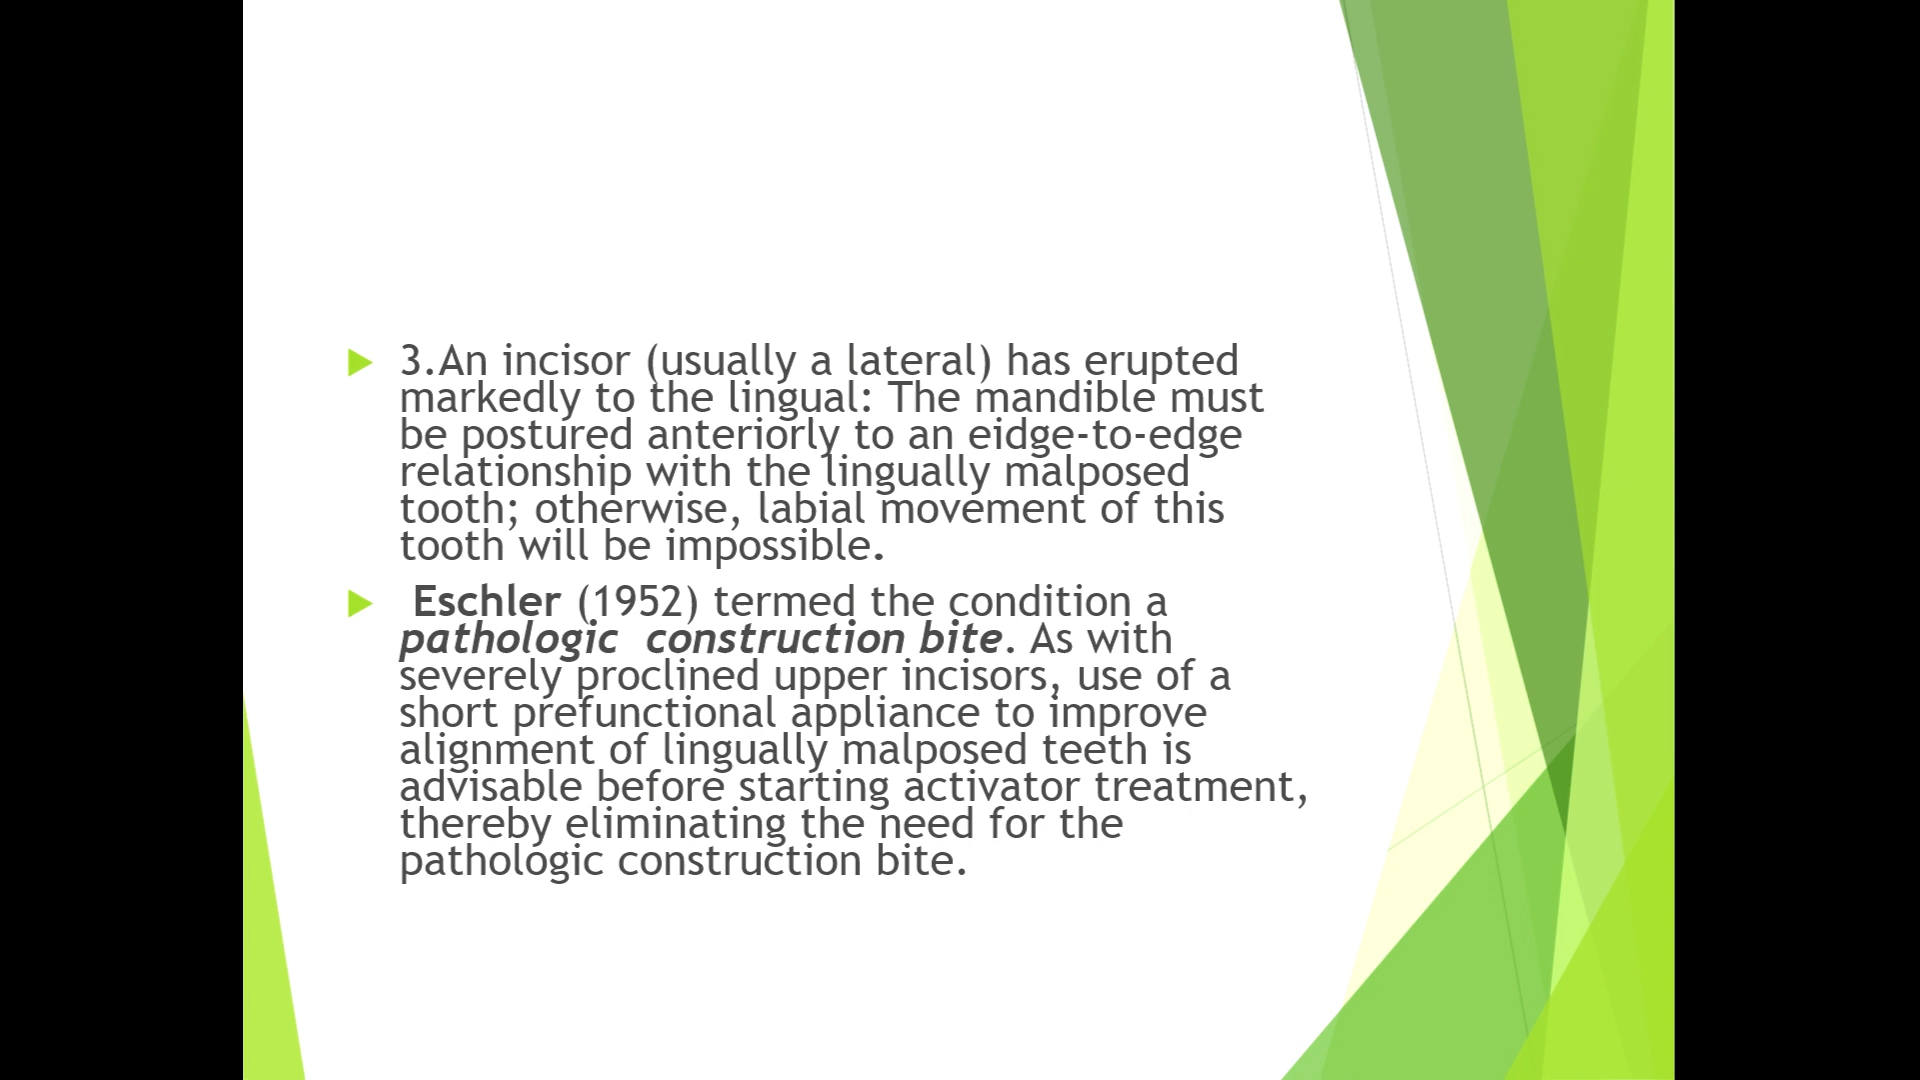 3.An incisor (usually a lateral) has erupted
markedly to the lingual: The mandible must
be postured anteriorly to an eidge-to-edge
relationship with the lingually malposed
tooth; otherwise, labial movement of this
tooth will be impossible.
Eschler (1952) termed the condition a
pathologic construction bite. As with
severely proclined upper incisors, use of a
short prefunctional appliance to improve
alignment of lingually malposed teeth is
advisable before starting activator treatment,
thereby eliminating the need for the
pathologic construction bite.